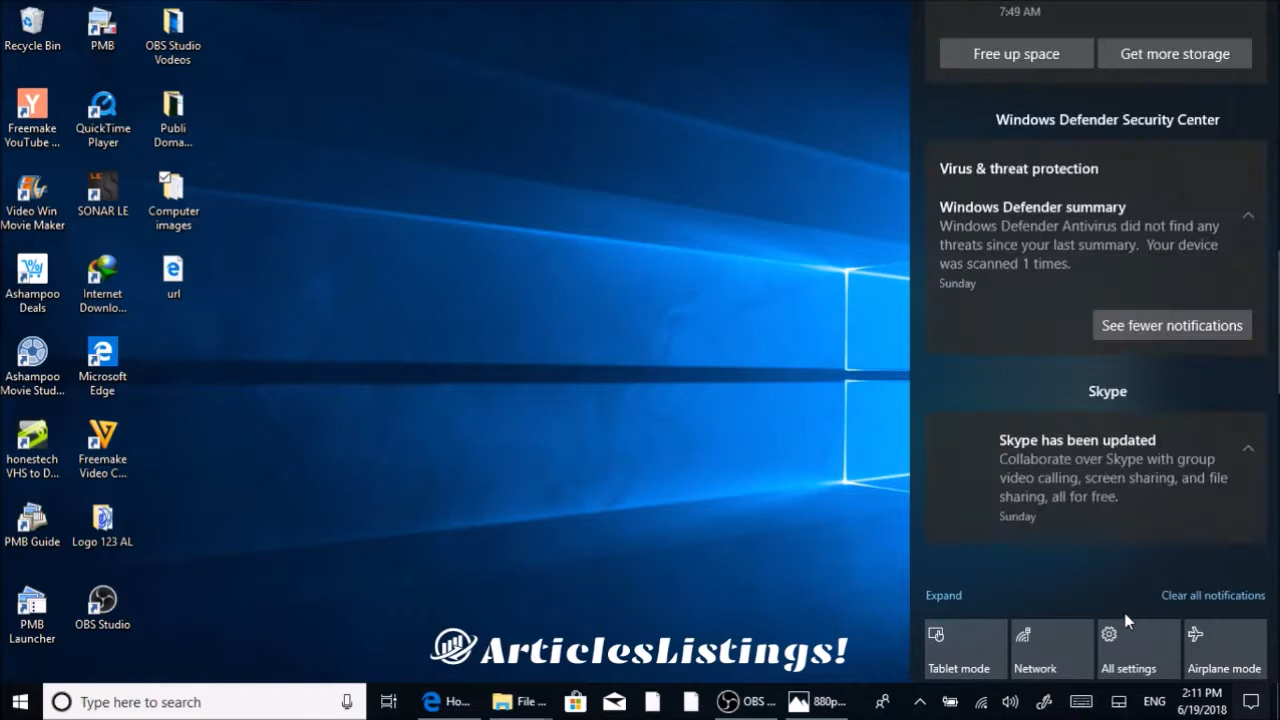 Recycle Bin
PMB
OBS Studio
Vodeos
Freemake
YouTube ...
QuickTime
Player
Publi
Doma...
Video Win
Movie Maker
SONAR LE
Computer
images
Ashampoo
Deals
Internet
Downlo...
url
Ashampoo
Movie Stud...
Microsoft
Edge
honestech
VHS to D...
Freemake
Video C...
PMB Guide
Logo 123 AL
PMB
Launcher
OBS Studio
ArticlesListings!
7:49 AM
Free up space
Get more storage
Windows Defender Security Center
Virus & threat protection
Windows Defender summary
Windows Defender Antivirus did not find any
threats since your last summary. Your device
was scanned 1 times.
Sunday
See fewer notifications
Skype
Skype has been updated
Collaborate over Skype with group
video calling, screen sharing, and file
sharing, all for free.
Sunday
Expand
Clear all notifications
Tablet mode
Network
All settings
Airplane mode
Type here to search
Ho...
File ...
OBS ...
880p...
ENG
2:11 PM
6/19/2018